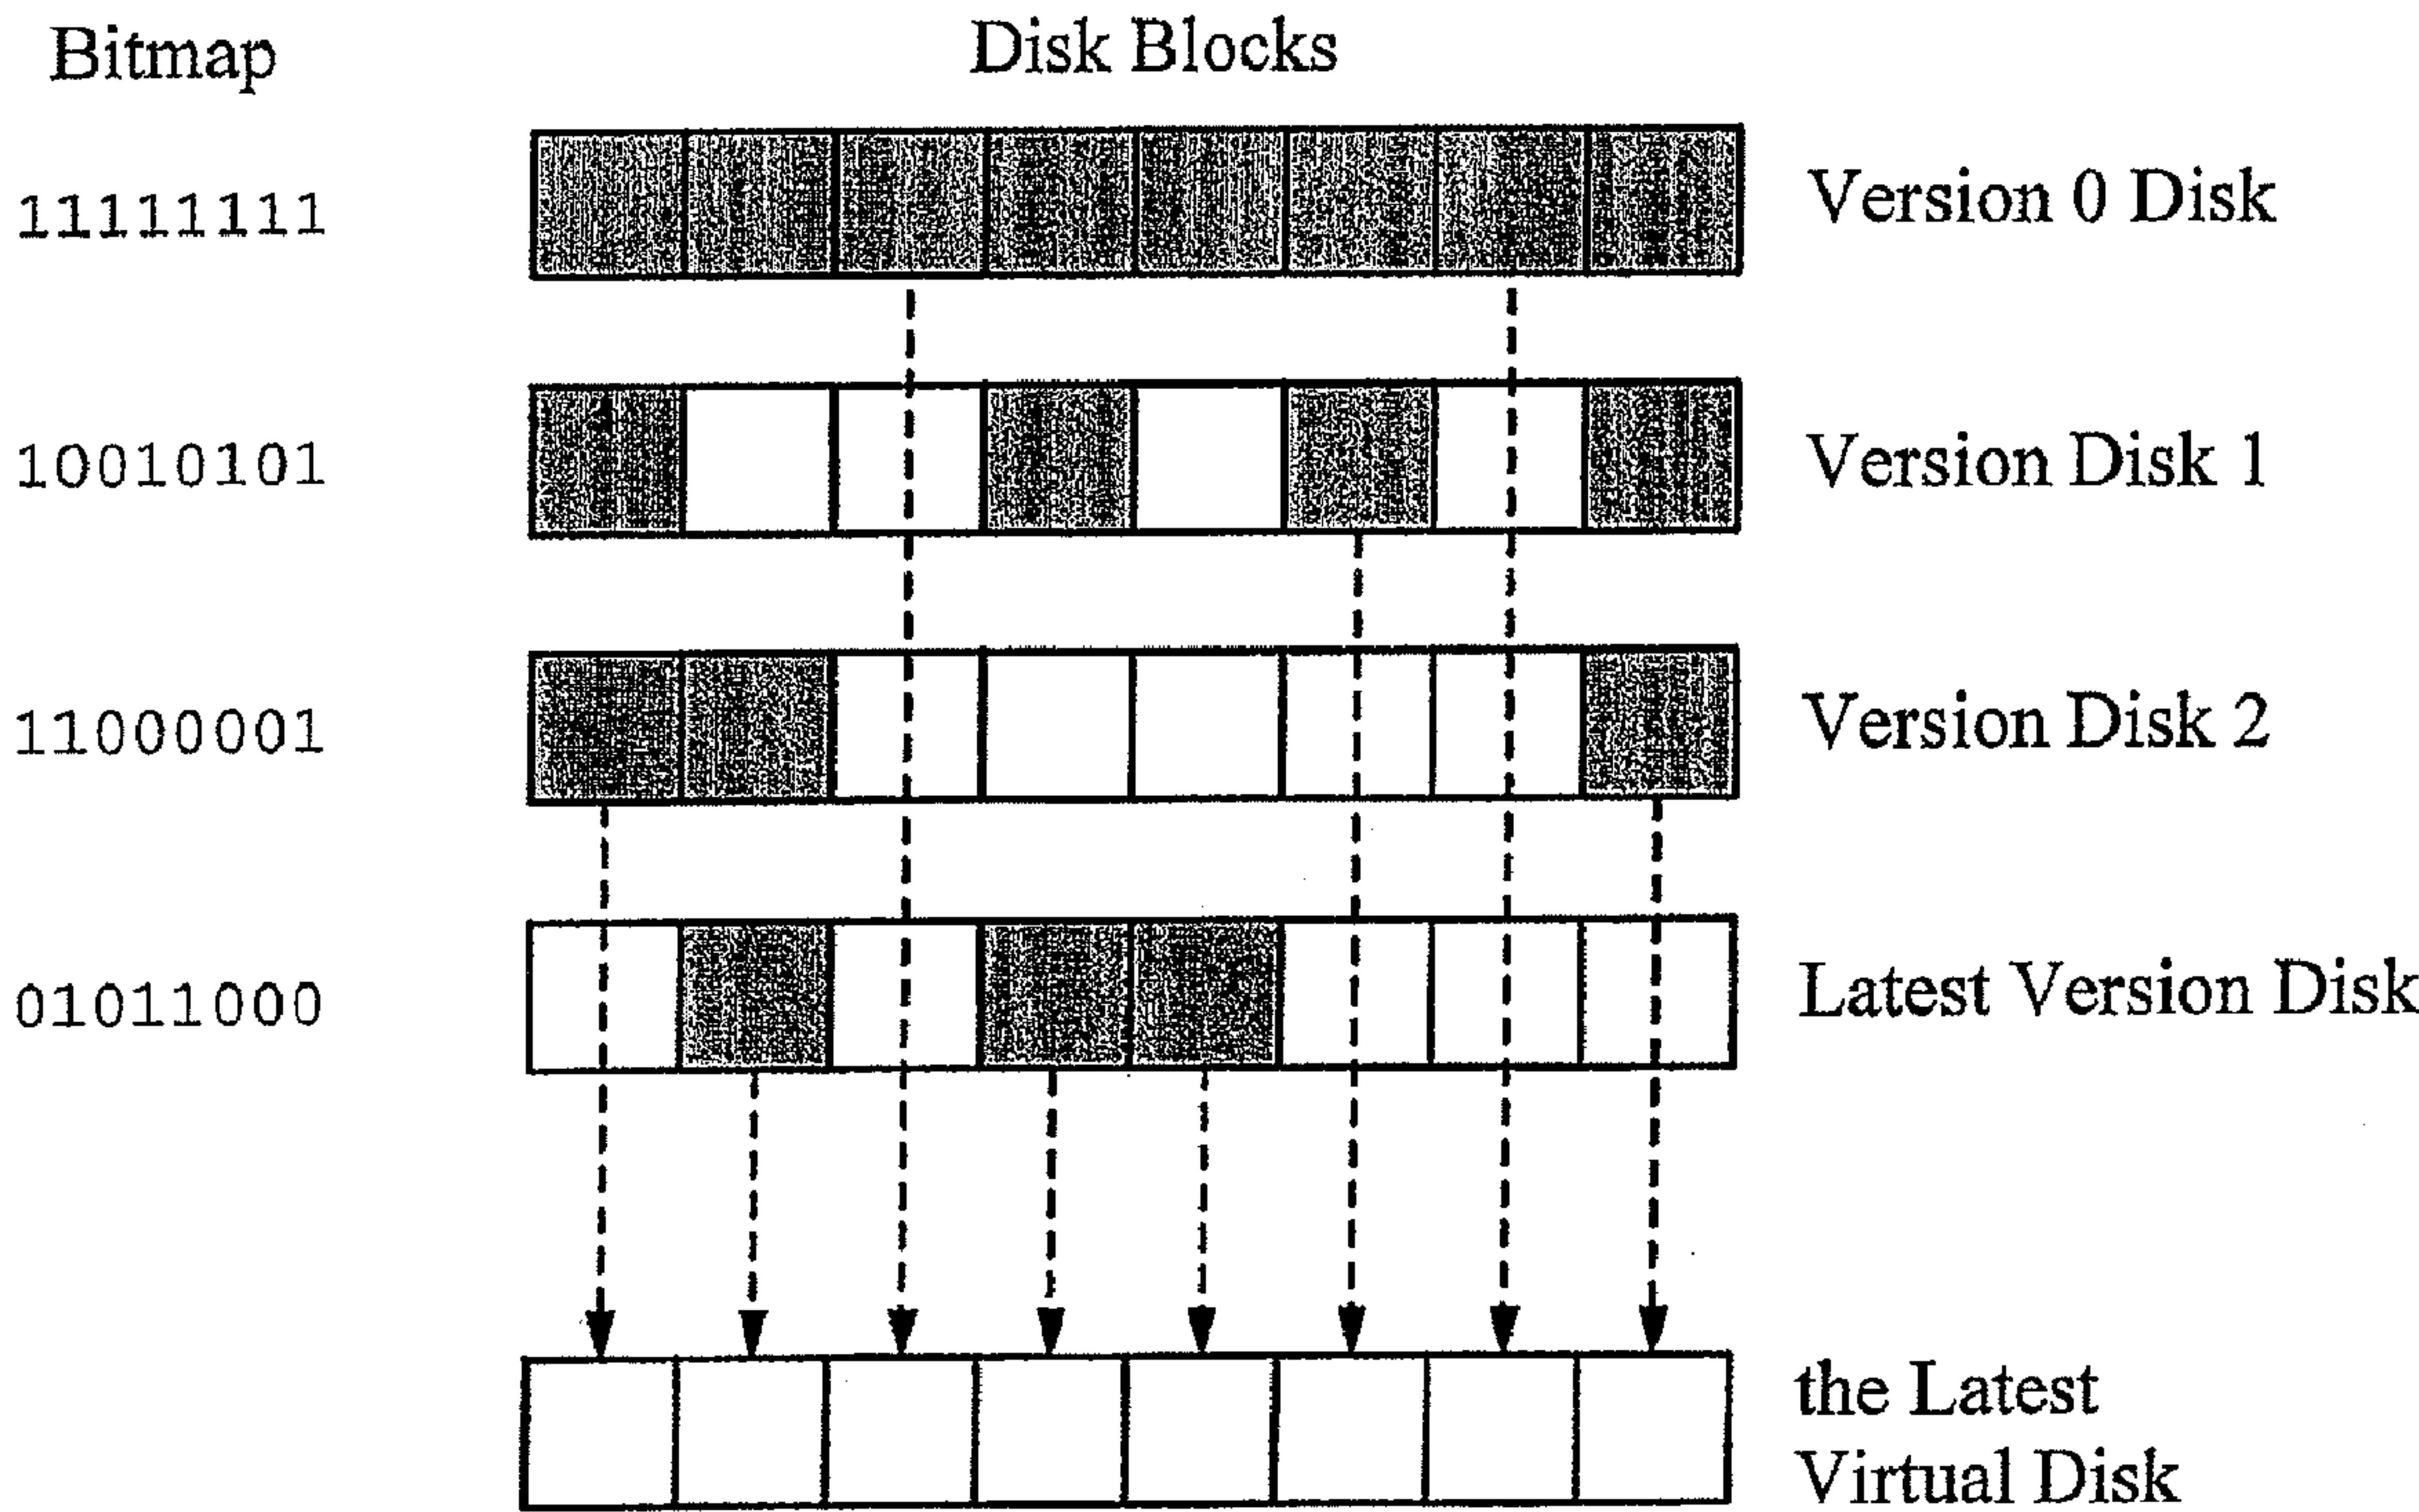 Bitmap
Disk Blocks
11111111
Version 0 Disk
10010101
Version Disk 1
11000001
Version Disk 2
01011000
Latest Version Disk
the Latest
Virtual Disk